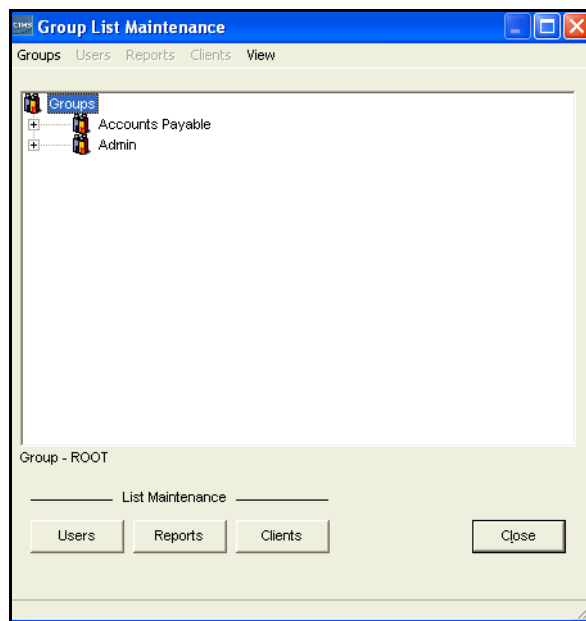 CIMS Group List Maintenance
Groups Users Reports Clients View
Groups
Accounts Payable
Admin
Group - ROOT
List Maintenance
Users Reports Clients Close